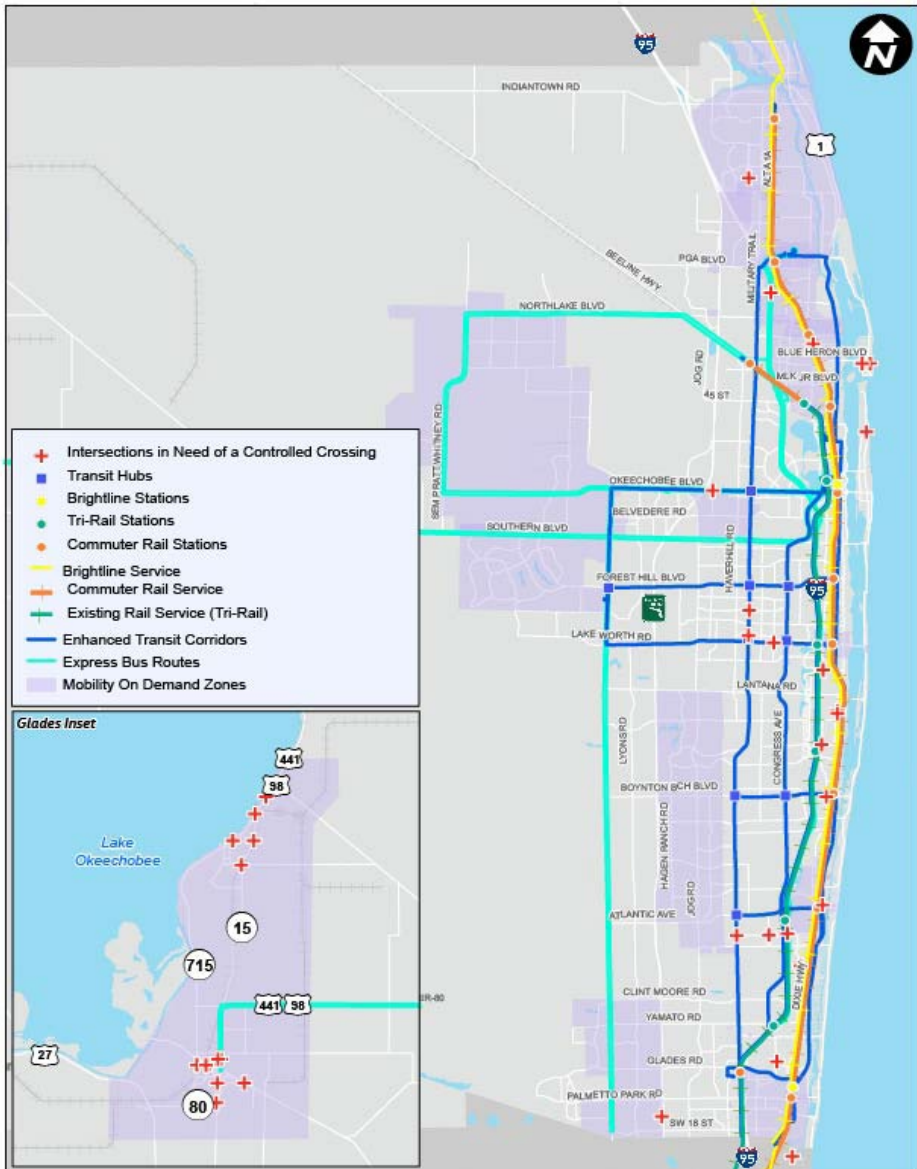 95
N
INDIANTOWN RD
1
ALT A1A
MILITARY TRAIL
PGA BLVD
BEELINE HWY
NORTHLAKE BLVD
BLUE HERON BLVD
JOG RD
MLK JR BLVD
45 ST
SEM PRATT WHITNEY RD
OKEECHOBEE BLVD
BELVEDERE RD
SOUTHERN BLVD
HAVERHILL RD
FOREST HILL BLVD
95
LAKE WORTH RD
LANTANA RD
LYONS RD
CONGRESS AVE
BOYNTON BCH BLVD
HAGEN RANCH RD
JOG RD
ATLANTIC AVE
DIXIE HWY
CLINT MOORE RD
YAMATO RD
GLADES RD
PALMETTO PARK RD
SW 18 ST
95
Intersections in Need of a Controlled Crossing
Transit Hubs
Brightline Stations
Tri-Rail Stations
Commuter Rail Stations
Brightline Service
Commuter Rail Service
Existing Rail Service (Tri-Rail)
Enhanced Transit Corridors
Express Bus Routes
Mobility On Demand Zones
Glades Inset
441
98
Lake
Okeechobee
15
715
441
98
27
80